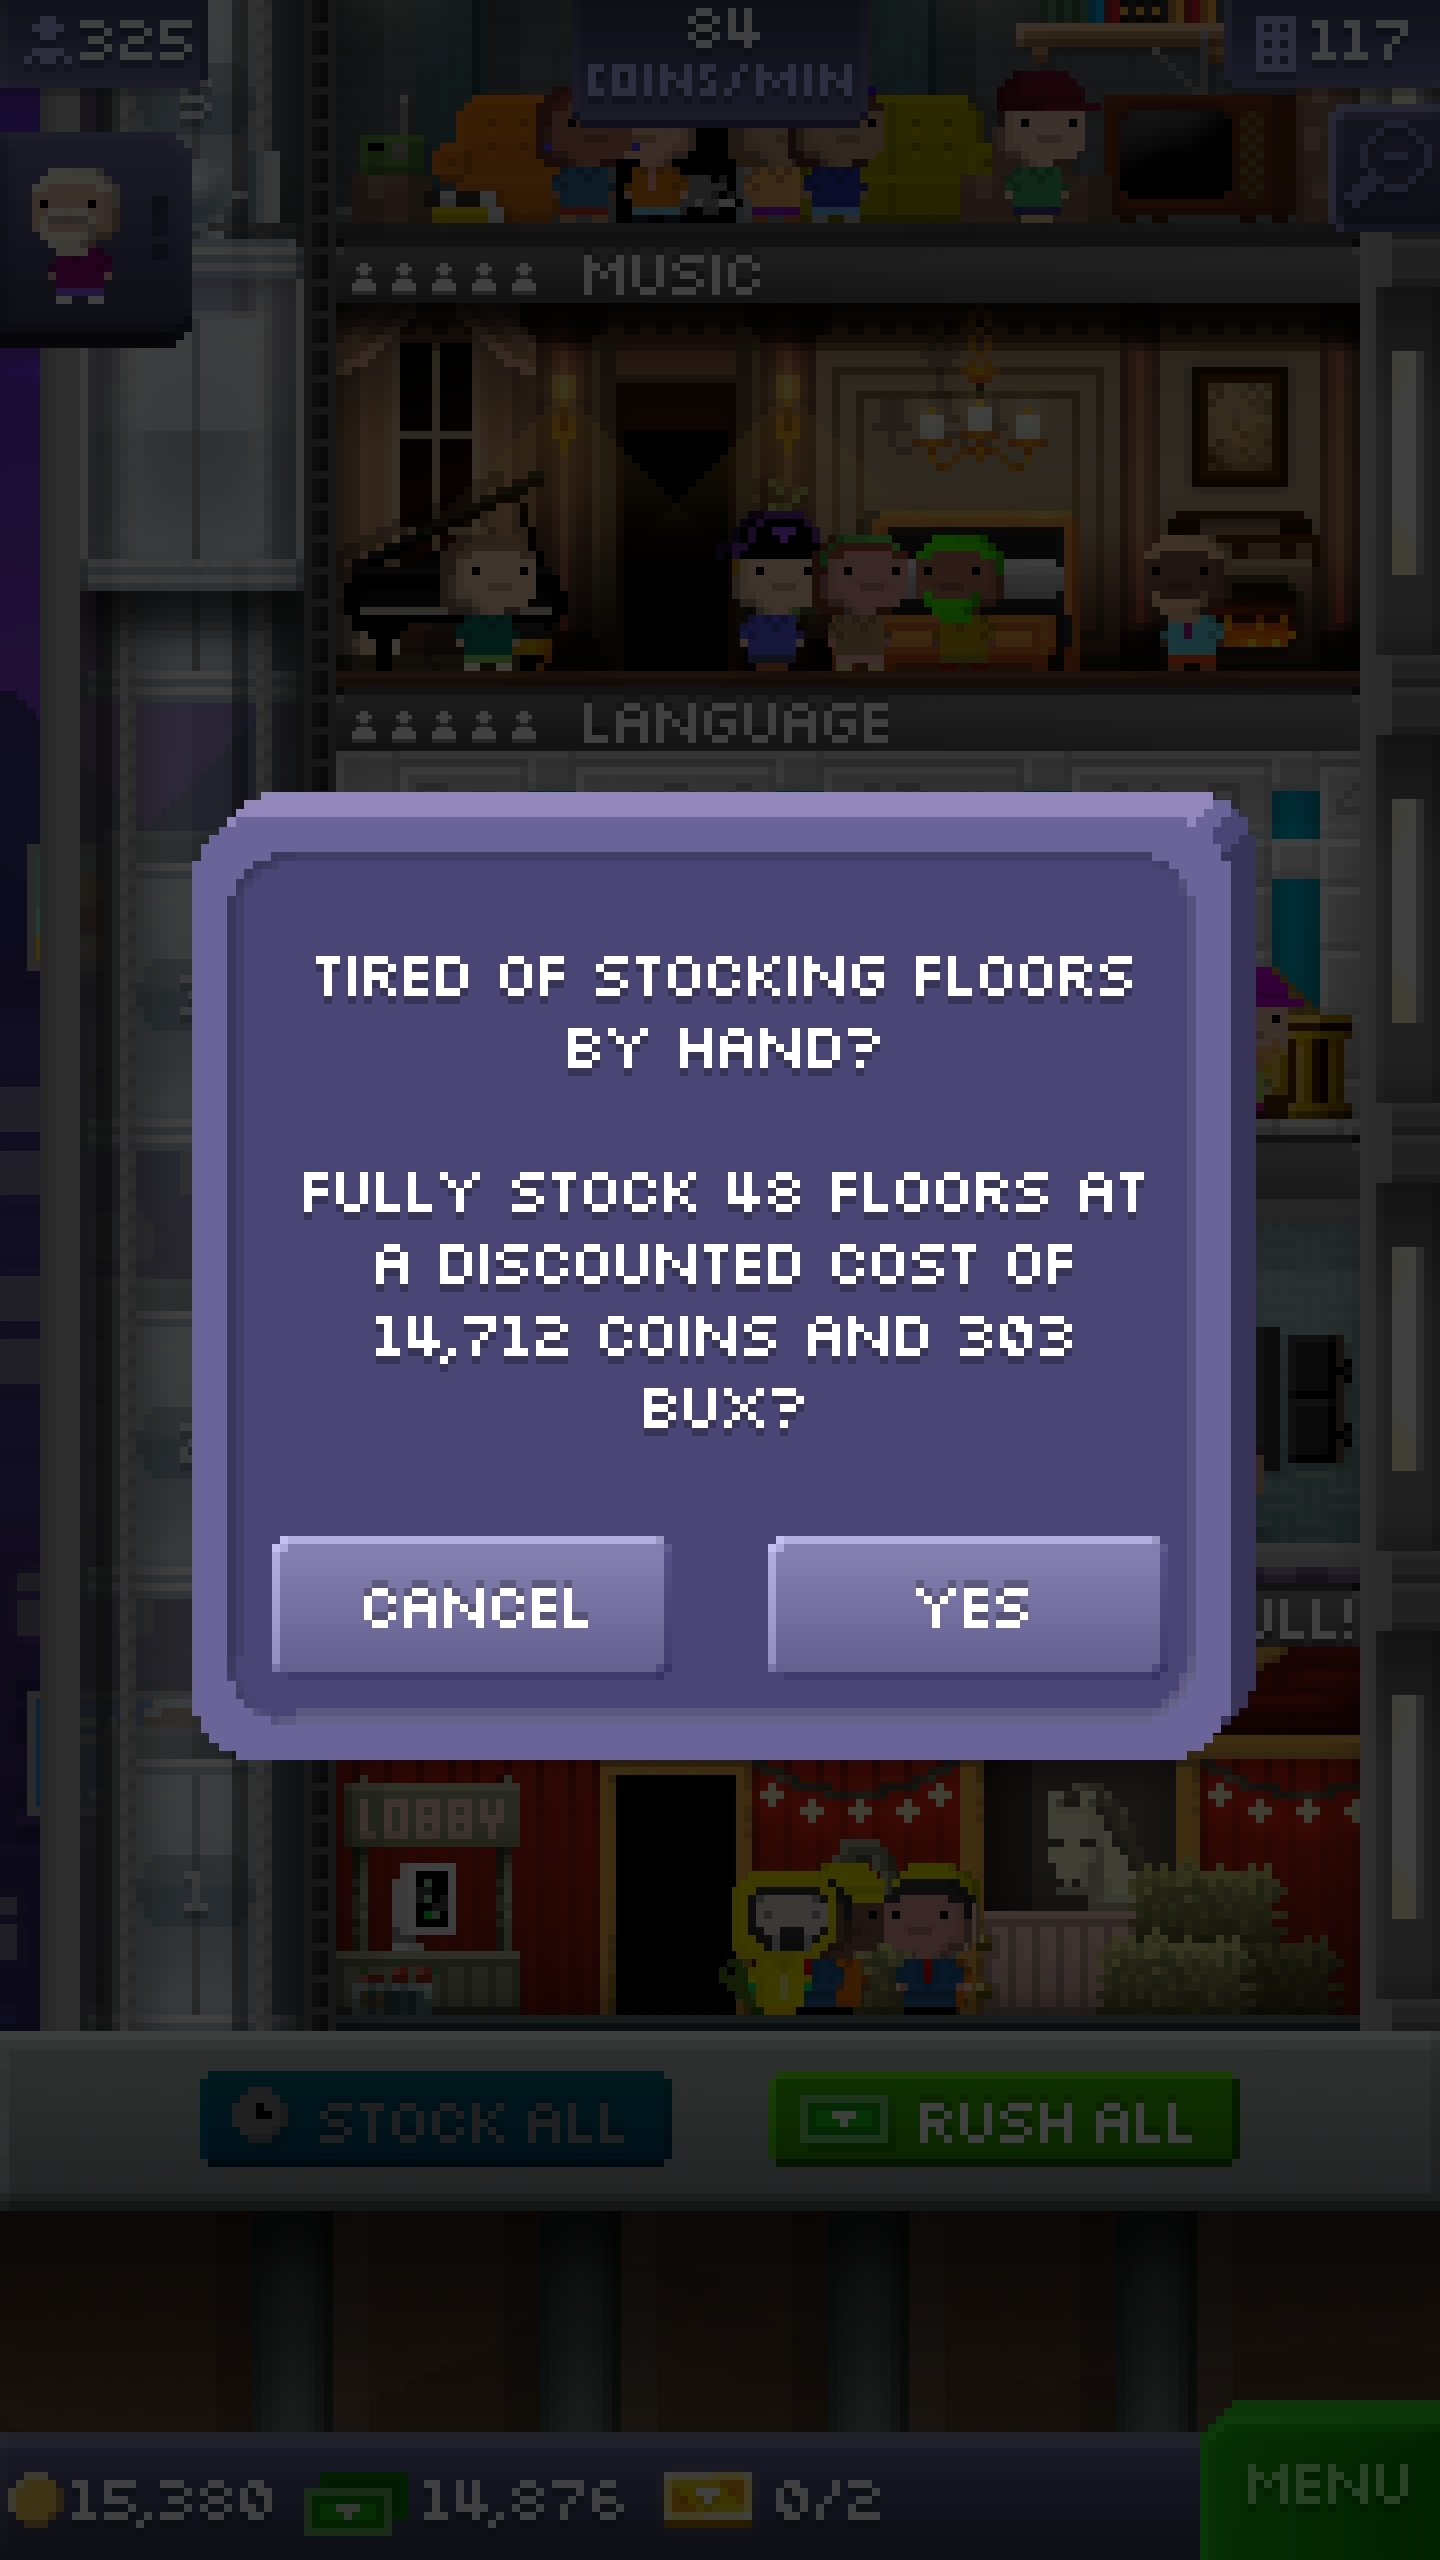 325
84
COINS/MIN
117
MUSIC
LANGUAGE
TIRED OF STOCKING FLOORS
BY HAND?
FULLY STOCK 48 FLOORS AT
A DISCOUNTED COST OF
14,712 COINS AND 303
BUX?
CANCEL
YES
LOBBY
1
STOCK ALL
RUSH ALL
15,380
14,876
0/2
MENU